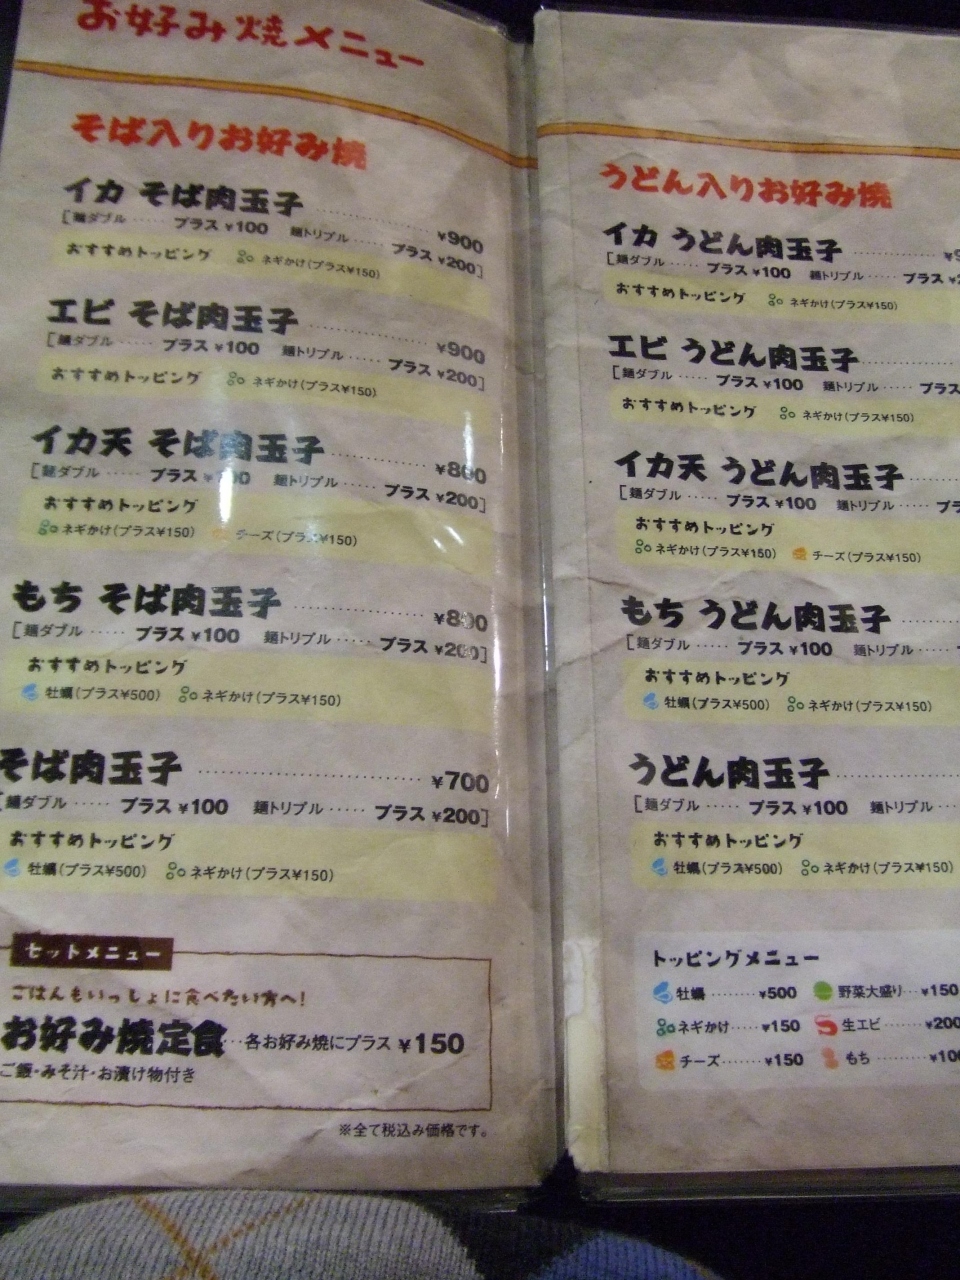 お好み焼メニュー
そば入りお好み焼
イカ そば肉玉子 ¥900
[麺ダブル ····· プラス ¥100 麺トリプル ····· プラス ¥200]
おすすめトッピング ネギかけ(プラス¥150)
エビ そば肉玉子 ¥900
[麺ダブル ····· プラス ¥100 麺トリプル ····· プラス ¥200]
おすすめトッピング ネギかけ(プラス¥150)
イカ天 そば肉玉子 ¥800
[麺ダブル ····· プラス 麺トリプル ····· プラス ¥200]
おすすめトッピング
ネギかけ(プラス¥150) チーズ(プラス¥150)
もち そば肉玉子 ¥800
[麺ダブル ····· プラス ¥100 麺トリプル ····· プラス ¥200]
おすすめトッピング
牡蠣(プラス¥500) ネギかけ(プラス¥150)
そば肉玉子 ¥700
麺ダブル ····· プラス ¥100 麺トリプル ····· プラス ¥200]
おすすめトッピング
牡蠣(プラス¥500) ネギかけ(プラス¥150)
セットメニュー
ごはんもいっしょに食べたい方へ!
お好み焼定食 ··· 各お好み焼にプラス ¥150
ご飯・みそ汁・お漬け物付き
※全て税込み価格です。
うどん入りお好み焼
イカ うどん肉玉子
[麺ダブル ····· プラス ¥100 麺トリプル ····· プラス
おすすめトッピング ネギかけ(プラス¥150)
エビ うどん肉玉子
[麺ダブル ····· プラス ¥100 麺トリプル ····· プラス
おすすめトッピング ネギかけ(プラス¥150)
イカ天 うどん肉玉子
[麺ダブル ····· プラス ¥100 麺トリプル ·····
おすすめトッピング
ネギかけ(プラス¥150) チーズ(プラス¥150)
もち うどん肉玉子
[麺ダブル ····· プラス ¥100 麺トリプル ·····
おすすめトッピング
牡蠣(プラス¥500) ネギかけ(プラス¥150)
うどん肉玉子
[麺ダブル ····· プラス ¥100 麺トリプル ···
おすすめトッピング
牡蠣(プラス¥500) ネギかけ(プラス¥150)
トッピングメニュー
牡蠣 ········ ¥500 野菜大盛り ··· ¥150
ネギかけ ····· ¥150 生エビ ······ ¥200
チーズ ······· ¥150 もち ········